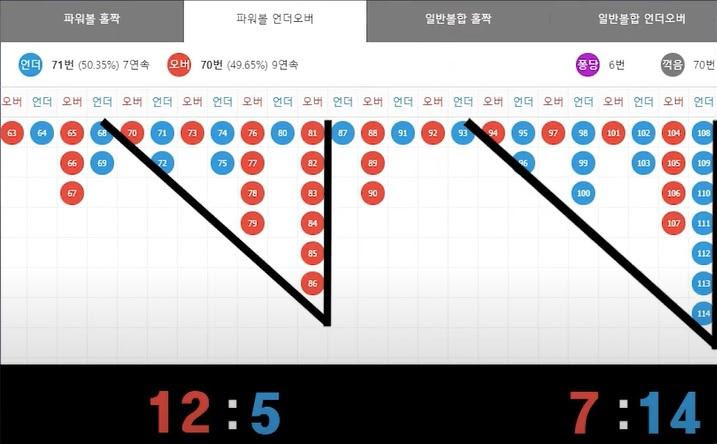 파워볼 홀짝 파워볼 언더오버 일반볼합 홀짝 일반볼합 언더오버
언더 71번 (50.35%) 7연속 오버 70번 (49.65%) 9연속 퐁당 6번 꺽음 70번
오버 언더 오버 언더 오버 언더 오버 언더 오버 언더 오버 언더 오버 언더 오버 언더 오버 언더 오버 언더 오버 언더 오버 언더
63 64 65 68 70 71 73 74 76 80 81 87 88 91 92 93 94 95 97 98 101 102 104 108
66 69 72 75 77 82 89 96 99 103 105 109
67 78 83 90 100 106 110
79 84 107 111
85 112
86 113
114
12 : 5 7 : 14